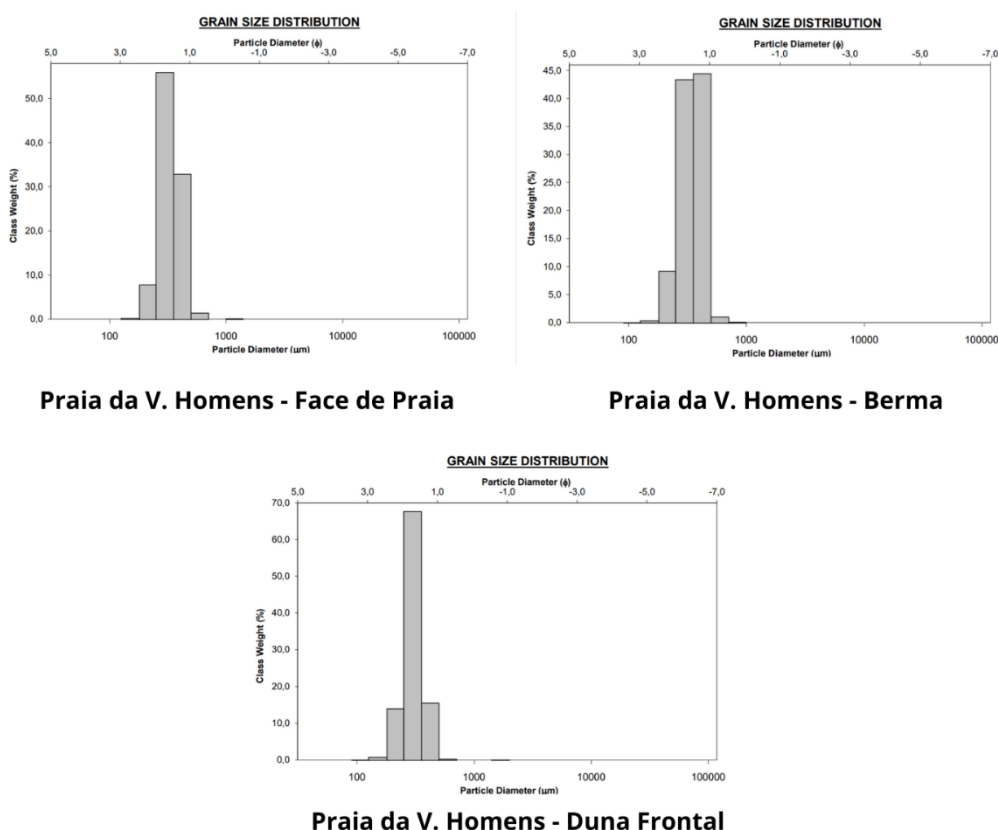 GRAIN SIZE DISTRIBUTION
Particle Diameter (ϕ)
5,0 3,0 1,0 -1,0 -3,0 -5,0 -7,0
Class Weight (%)
50,0
40,0
30,0
20,0
10,0
0,0
100 1000 10000 100000
Particle Diameter (µm)
Praia da V. Homens - Face de Praia
GRAIN SIZE DISTRIBUTION
Particle Diameter (ϕ)
5,0 3,0 1,0 -1,0 -3,0 -5,0 -7,0
Class Weight (%)
45,0
40,0
35,0
30,0
25,0
20,0
15,0
10,0
5,0
0,0
100 1000 10000 100000
Particle Diameter (µm)
Praia da V. Homens - Berma
GRAIN SIZE DISTRIBUTION
Particle Diameter (ϕ)
5,0 3,0 1,0 -1,0 -3,0 -5,0 -7,0
Class Weight (%)
70,0
60,0
50,0
40,0
30,0
20,0
10,0
0,0
100 1000 10000 100000
Particle Diameter (µm)
Praia da V. Homens - Duna Frontal